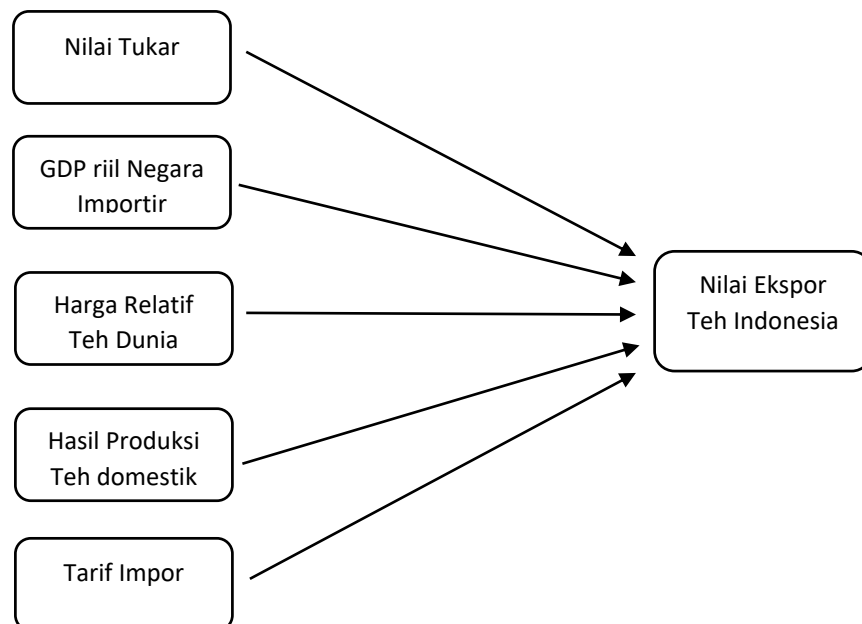 Nilai Tukar
GDP riil Negara
Importir
Harga Relatif
Teh Dunia
Nilai Ekspor
Teh Indonesia
Hasil Produksi
Teh domestik
Tarif Impor